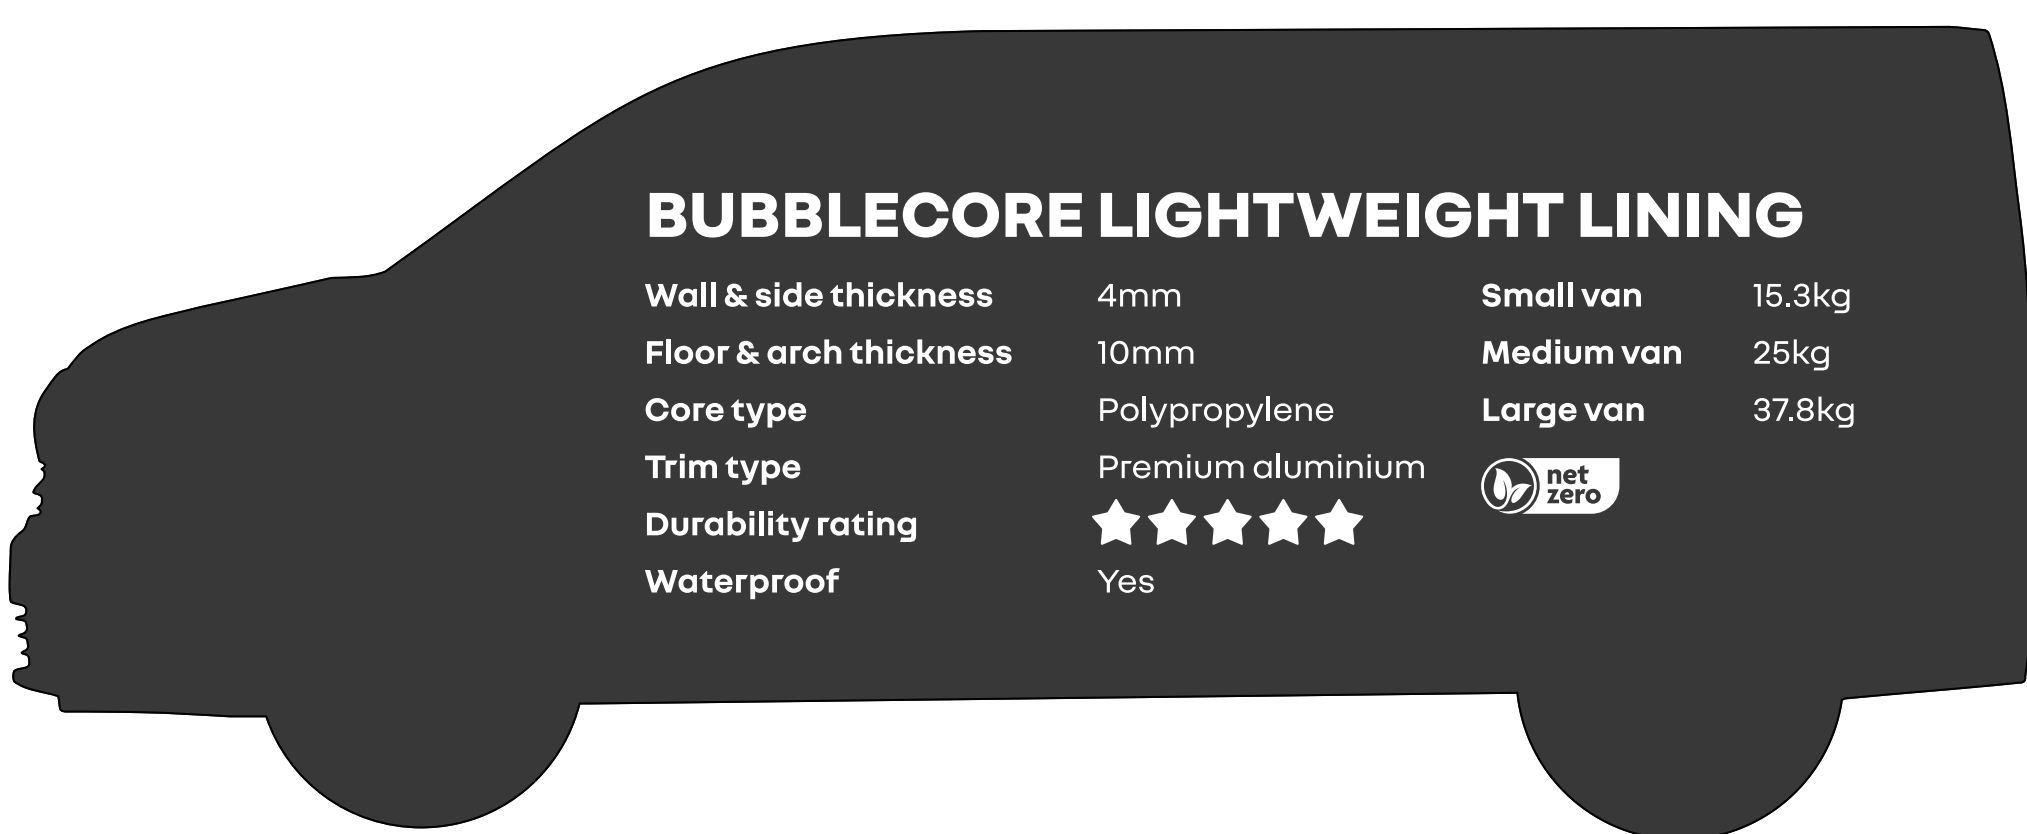 BUBBLECORE LIGHTWEIGHT LINING
Wall & side thickness 4mm
Floor & arch thickness 10mm
Core type Polypropylene
Trim type Premium aluminium
Durability rating
Waterproof Yes
Small van 15.3kg
Medium van 25kg
Large van 37.8kg
net
zero